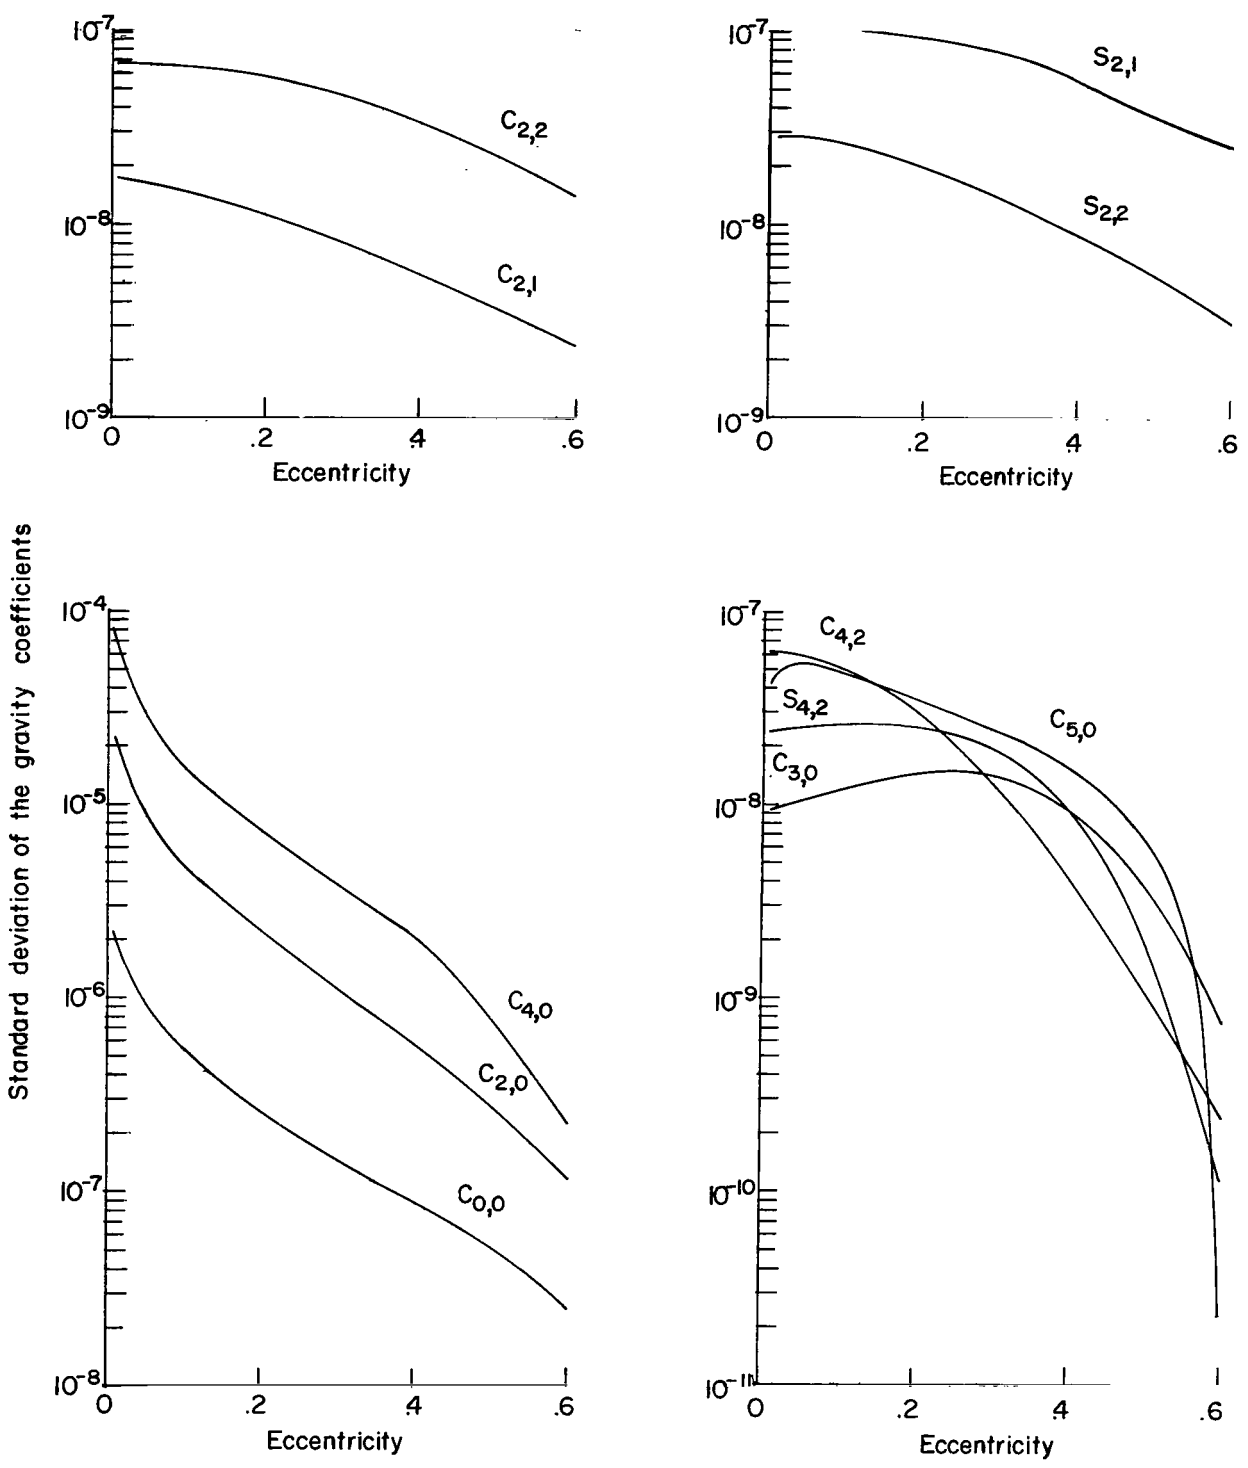 10⁻⁷
C₂,₂
10⁻⁸
C₂,₁
10⁻⁹
0 .2 .4 .6
Eccentricity
10⁻⁷
S₂,₁
10⁻⁸
S₂,₂
10⁻⁹
0 .2 .4 .6
Eccentricity
Standard deviation of the gravity coefficients
10⁻⁴
10⁻⁵
10⁻⁶
C₄,₀
C₂,₀
10⁻⁷
C₀,₀
10⁻⁸
0 .2 .4 .6
Eccentricity
10⁻⁷
C₄,₂
S₄,₂
C₅,₀
C₃,₀
10⁻⁸
10⁻⁹
10⁻¹⁰
10⁻¹¹
0 .2 .4 .6
Eccentricity